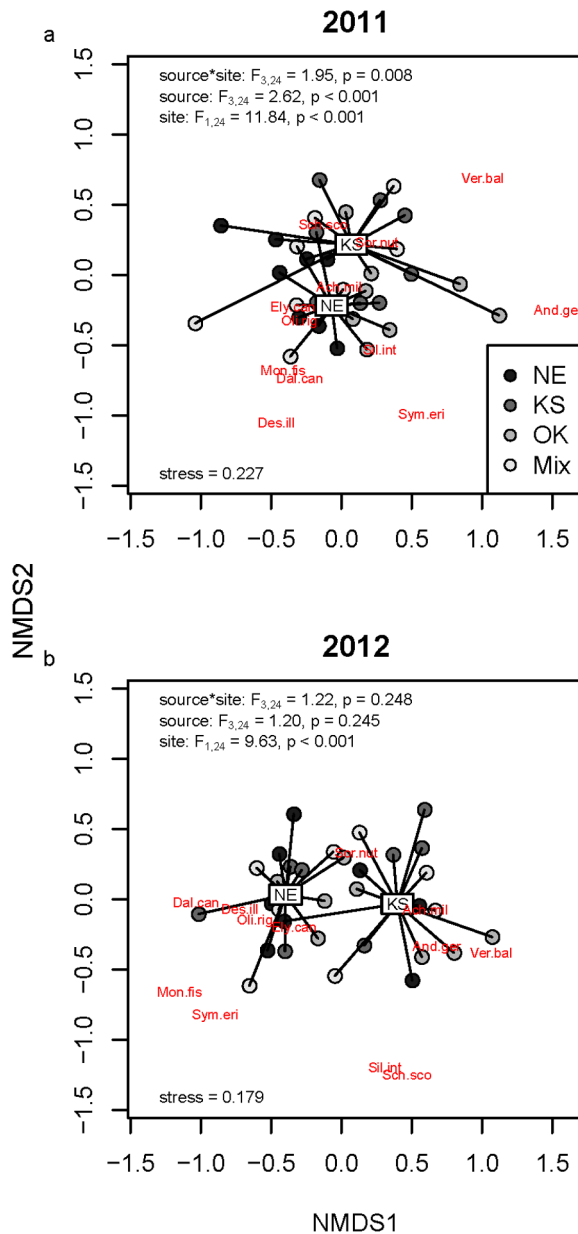 a
2011
source*site: F3,24 = 1.95, p = 0.008
source: F3,24 = 2.62, p < 0.001
site: F1,24 = 11.84, p < 0.001
1.5
1.0
0.5
0.0
−0.5
−1.0
−1.5
Ver.bal
Sch.sco
KS
Sor.nut
Ach.mil
Ely.can
NE
And.ger
Oli.rig
Sil.int
Mon.fis
Dal.can
Sym.eri
Des.ill
NE
KS
OK
Mix
stress = 0.227
−1.5 −1.0 −0.5 0.0 0.5 1.0 1.5
NMDS2
b
2012
source*site: F3,24 = 1.22, p = 0.248
source: F3,24 = 1.20, p = 0.245
site: F1,24 = 9.63, p < 0.001
1.5
1.0
0.5
0.0
−0.5
−1.0
−1.5
Sor.nut
NE
Dal.can
KS
Des.ill
Ach.mil
Oli.rig
Ely.can
And.ger
Ver.bal
Mon.fis
Sym.eri
Sil.int
Sch.sco
stress = 0.179
−1.5 −1.0 −0.5 0.0 0.5 1.0 1.5
NMDS1